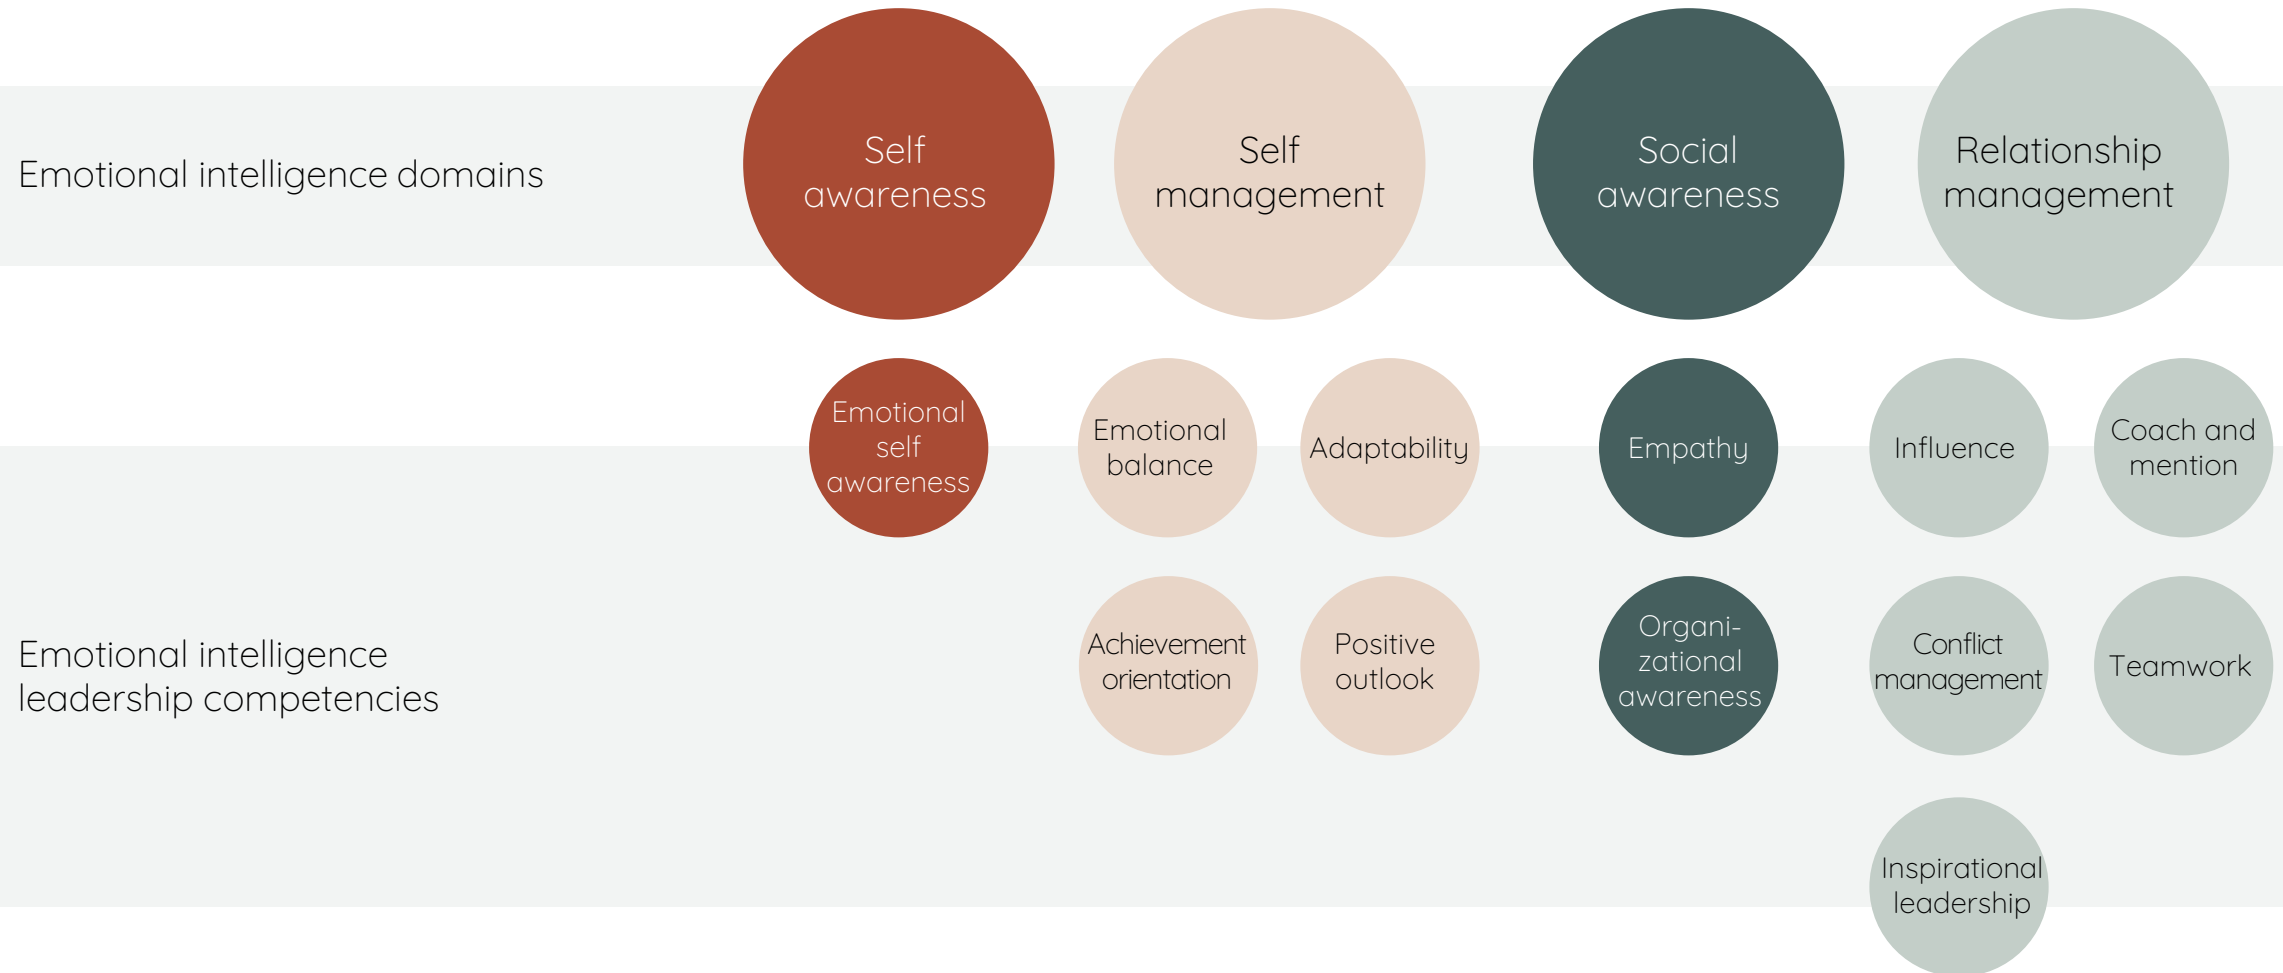 Emotional intelligence domains
Self
awareness
Self
management
Social
awareness
Relationship
management
Emotional intelligence
leadership competencies
Emotional
self
awareness
Emotional
balance
Adaptability
Empathy
Influence
Coach and
mention
Achievement
orientation
Positive
outlook
Organi-
zational
awareness
Conflict
management
Teamwork
Inspirational
leadership